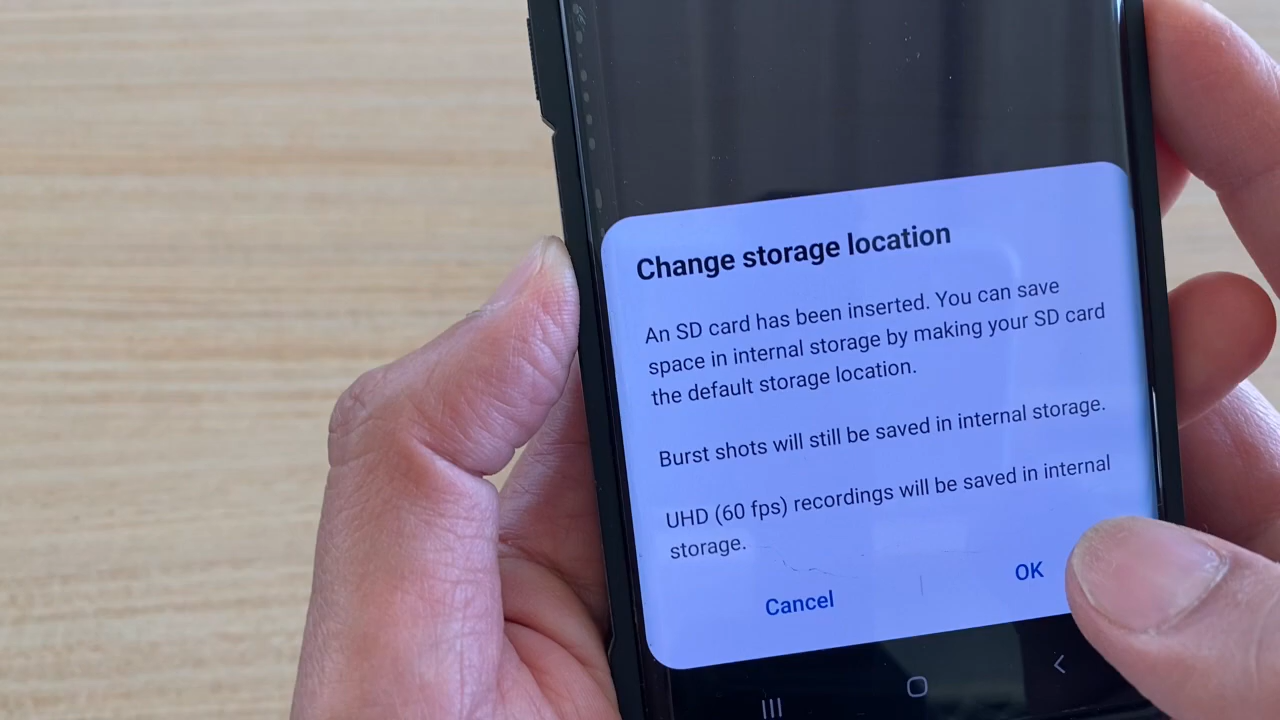 Change storage location
An SD card has been inserted. You can save
space in internal storage by making your SD card
the default storage location.
Burst shots will still be saved in internal storage.
UHD (60 fps) recordings will be saved in internal
storage.
Cancel
OK